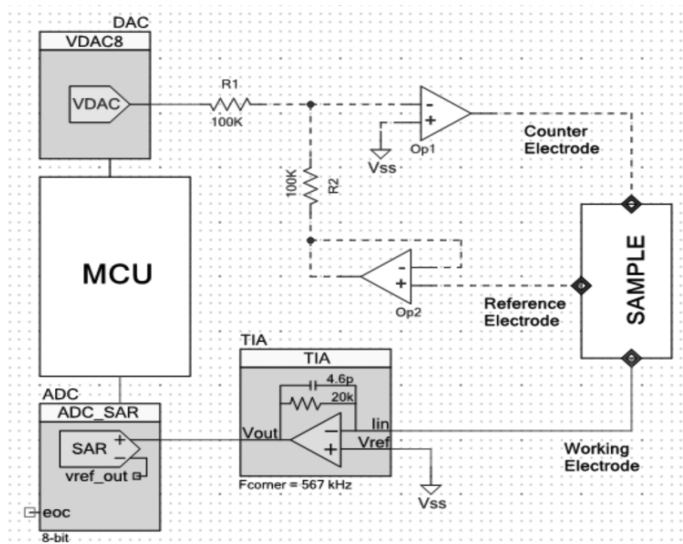 DAC
VDAC8
VDAC
R1
100K
-
+
Op1
Vss
Counter
Electrode
100K
R2
MCU
-
+
Op2
Reference
Electrode
SAMPLE
TIA
TIA
4.6p
20k
Vout
Iin
Vref
-
+
Fcorner = 567 kHz
Vss
Working
Electrode
ADC
ADC_SAR
SAR
+
-
vref_out
eoc
8-bit